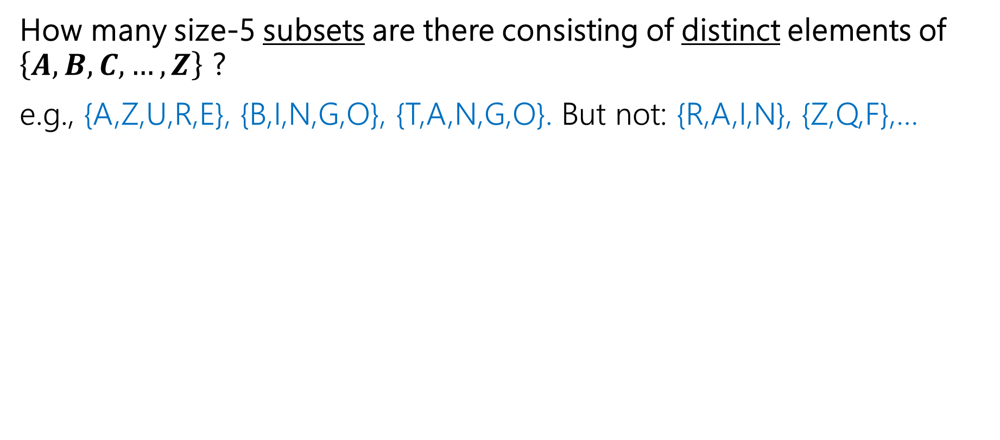 How many size-5 subsets are there consisting of distinct elements of
{A, B, C, … , Z} ?
e.g., {A,Z,U,R,E}, {B,I,N,G,O}, {T,A,N,G,O}. But not: {R,A,I,N}, {Z,Q,F},…